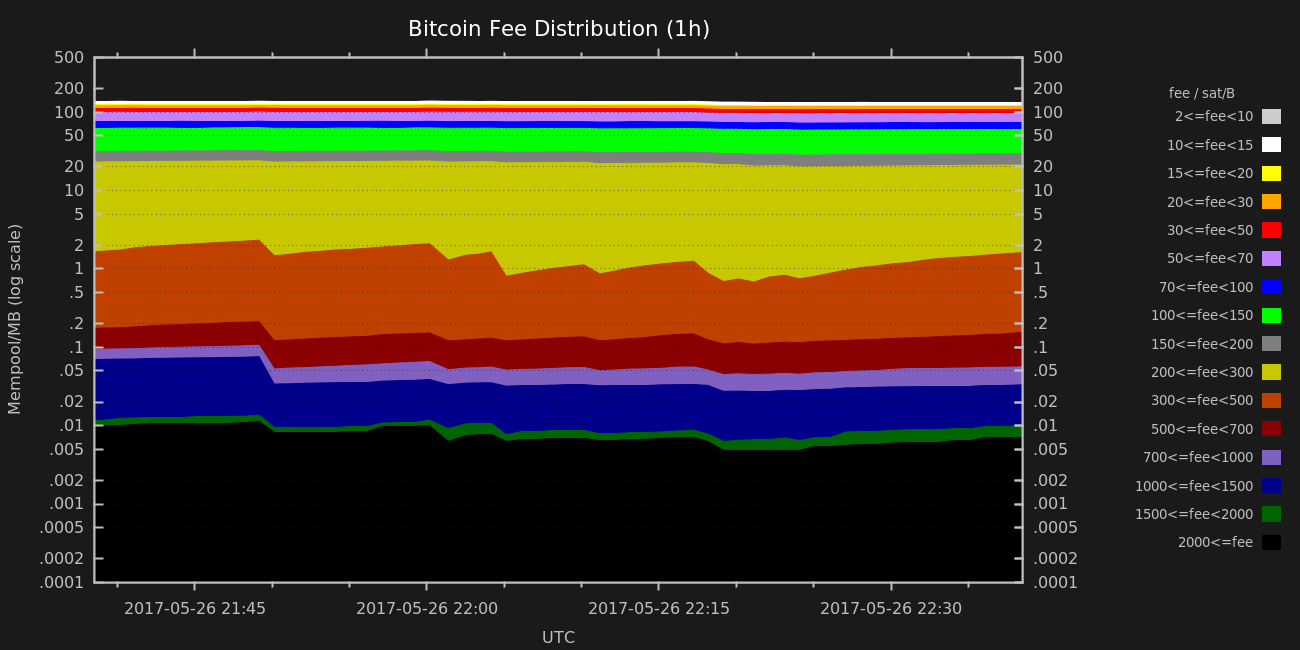 Bitcoin Fee Distribution (1h)
Mempool/MB (log scale)
500
200
100
50
20
10
5
2
1
.5
.2
.1
.05
.02
.01
.005
.002
.001
.0005
.0002
.0001
500
200
100
50
20
10
5
2
1
.5
.2
.1
.05
.02
.01
.005
.002
.001
.0005
.0002
.0001
2017-05-26 21:45 2017-05-26 22:00 2017-05-26 22:15 2017-05-26 22:30
UTC
fee / sat/B
2<=fee<10
10<=fee<15
15<=fee<20
20<=fee<30
30<=fee<50
50<=fee<70
70<=fee<100
100<=fee<150
150<=fee<200
200<=fee<300
300<=fee<500
500<=fee<700
700<=fee<1000
1000<=fee<1500
1500<=fee<2000
2000<=fee